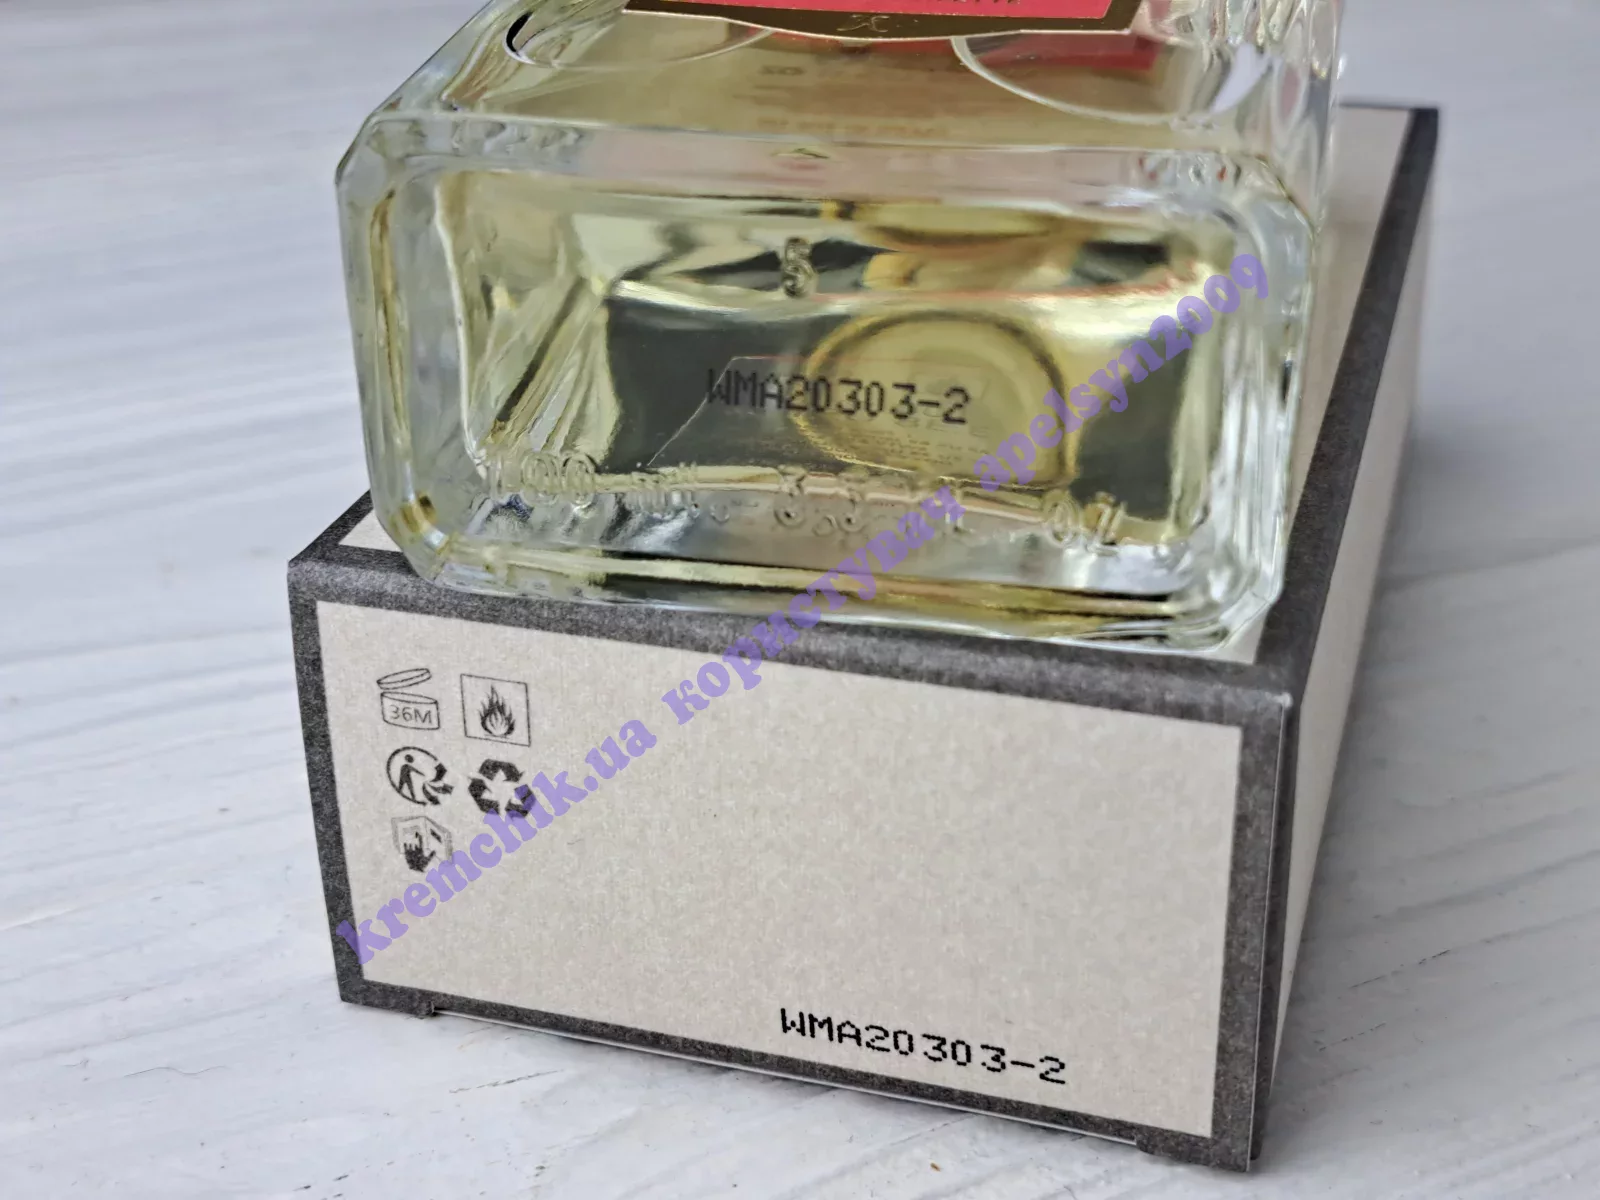 WMA20303-2
100 ml - 3.3 fl. oz
36M
WMA20303-2
kremchik.ua користувач apelsyn2009